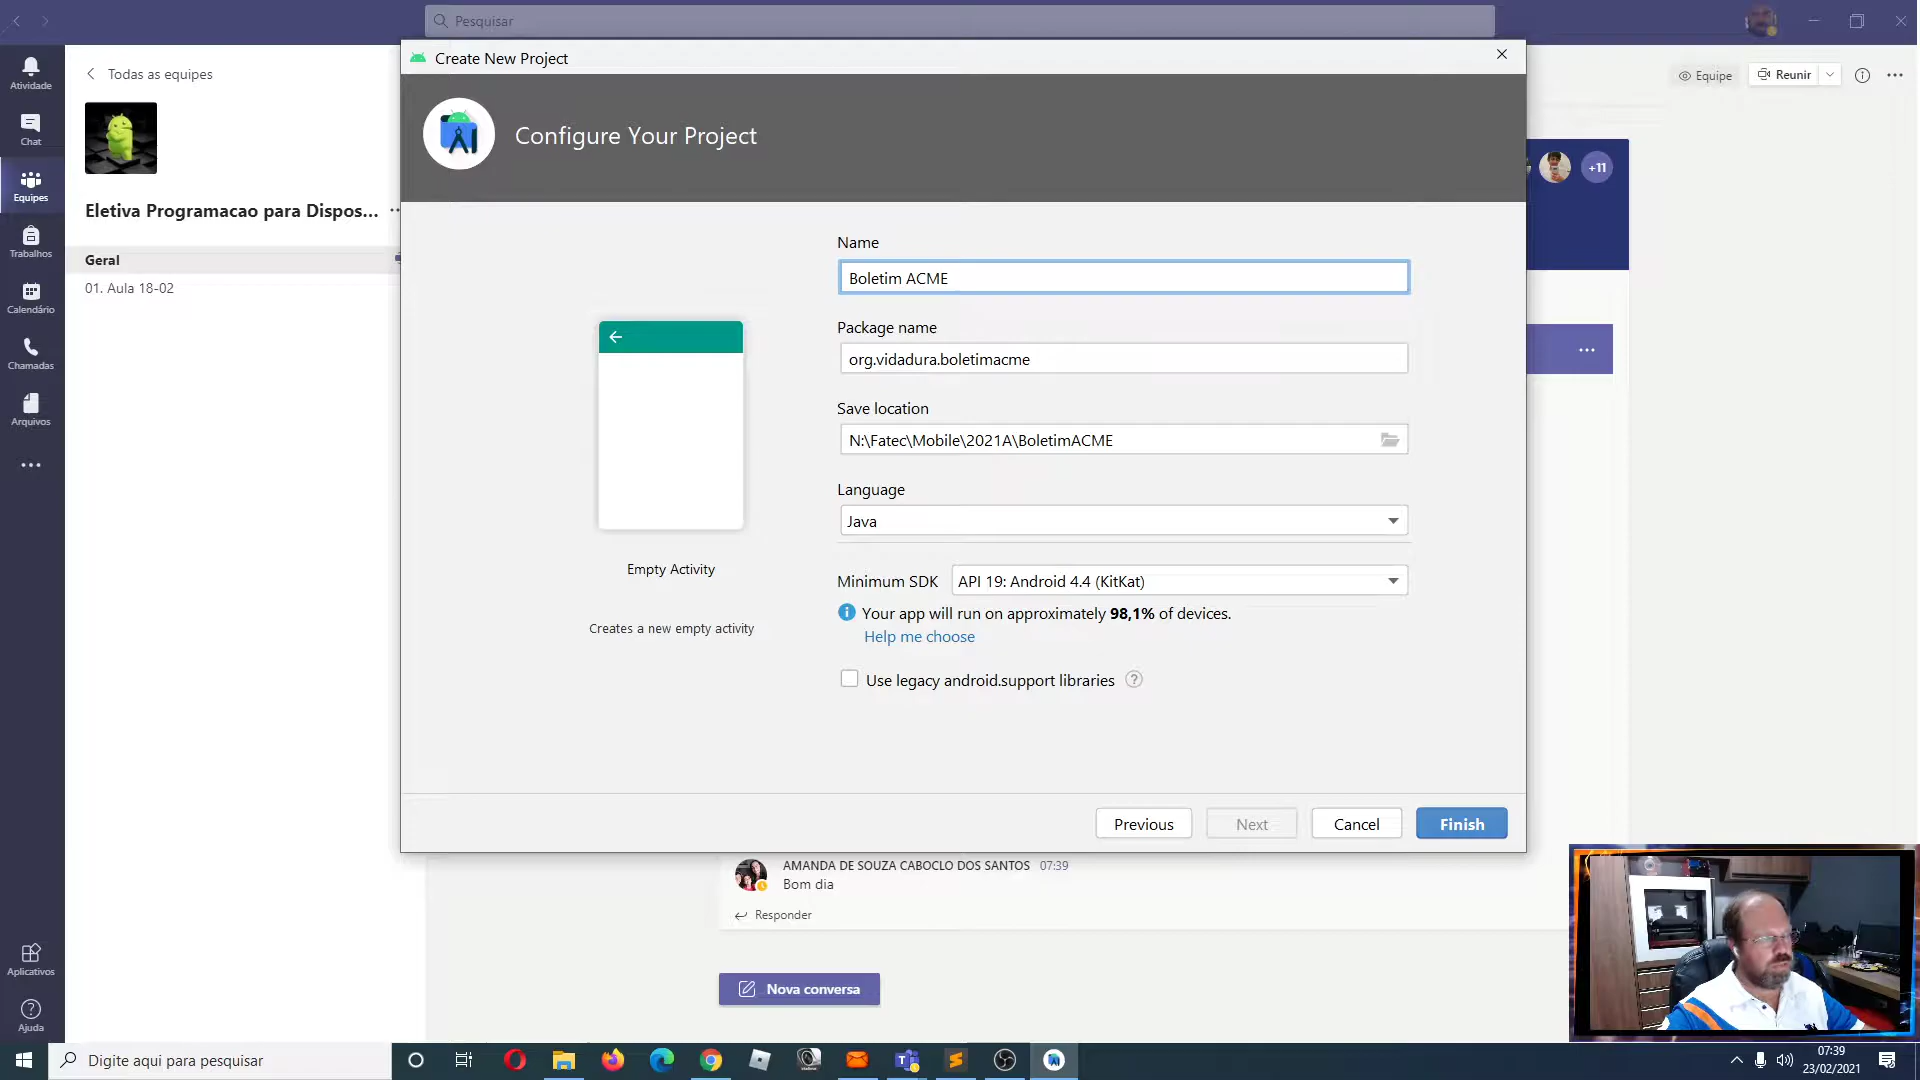 Pesquisar
Create New Project
Configure Your Project
Name
Boletim ACME
Package name
org.vidadura.boletimacme
Save location
N:\Fatec\Mobile\2021A\BoletimACME
Language
Java
Minimum SDK
API 19: Android 4.4 (KitKat)
Your app will run on approximately 98,1% of devices.
Help me choose
Use legacy android.support libraries
?
Empty Activity
Creates a new empty activity
Previous
Next
Cancel
Finish
Atividade
Chat
Equipes
Trabalhos
Calendário
Chamadas
Arquivos
Aplicativos
Ajuda
Todas as equipes
Eletiva Programacao para Dispos...
Geral
01. Aula 18-02
Equipe
Reunir
+11
AMANDA DE SOUZA CABOCLO DOS SANTOS 07:39
Bom dia
Responder
Nova conversa
Digite aqui para pesquisar
07:39
23/02/2021